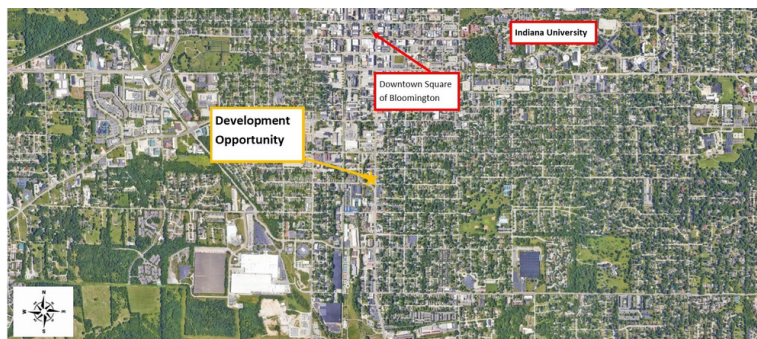 Indiana University
Downtown Square
of Bloomington
Development
Opportunity
N
W
E
S